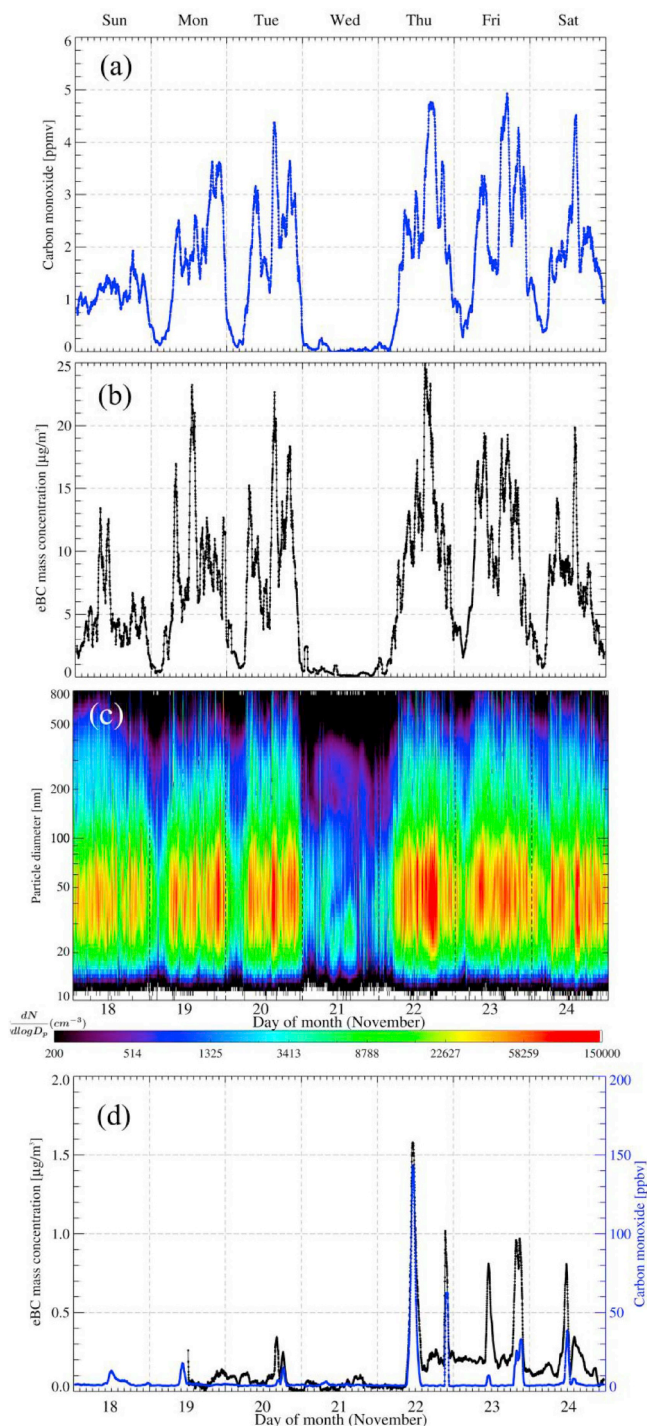 Sun Mon Tue Wed Thu Fri Sat
(a)
Carbon monoxide [ppmv]
6
5
4
3
2
1
0
(b)
eBC mass concentration [μg/m³]
25
20
15
10
5
0
(c)
Particle diameter [nm]
800
500
200
100
50
20
10
18 19 20 21 22 23 24
Day of month (November)
dN/dlogDp (cm⁻³)
200 514 1325 3413 8788 22627 58259 150000
(d)
eBC mass concentration [μg/m³]
2.0
1.5
1.0
0.5
0.0
200
150
100
50
0
Carbon monoxide [ppbv]
18 19 20 21 22 23 24
Day of month (November)